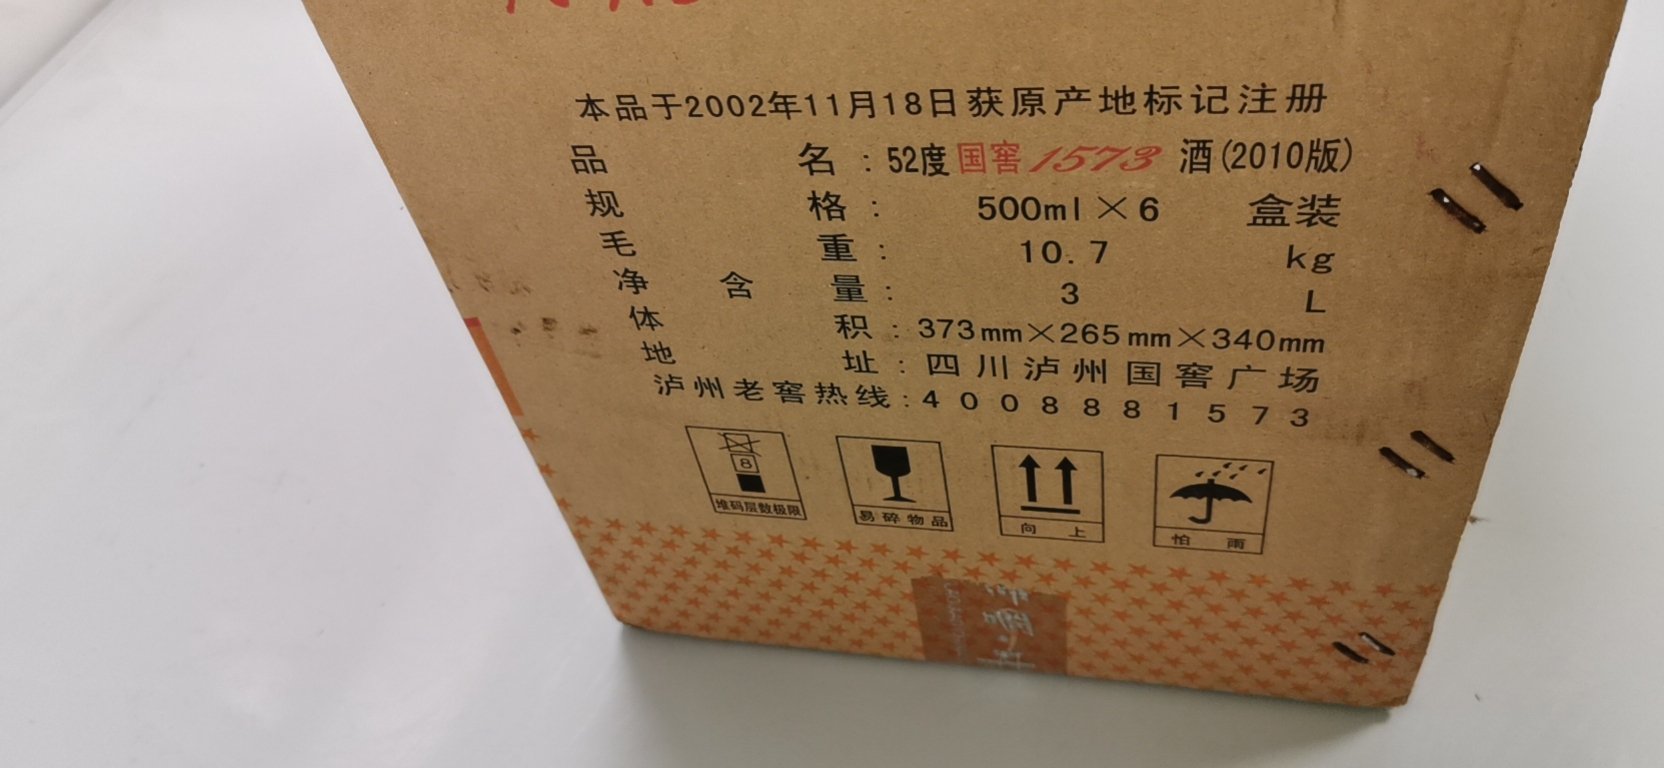 本品于2002年11月18日获原产地标记注册
品名：52度国窖1573酒(2010版)
规格：500ml×6 盒装
毛重：10.7 kg
净含量：3 L
体积：373mm×265mm×340mm
地址：四川泸州国窖广场
泸州老窖热线：4008881573
8
堆码层数极限
易碎物品
向上
怕雨